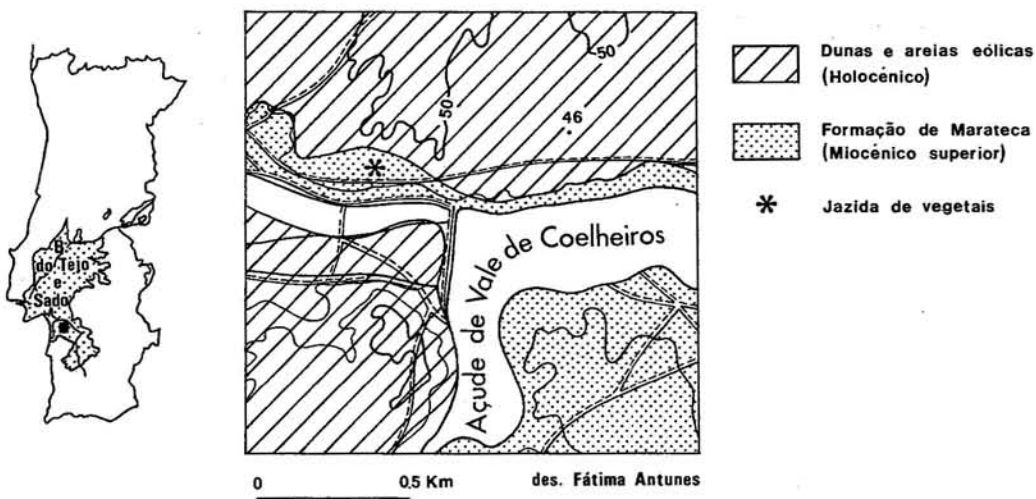 B.
do Tejo
e
Sado
50
50
46
Açude de Vale de Coelheiros
0 0.5 Km
des. Fátima Antunes
Dunas e areias eólicas
(Holocénico)
Formação de Marateca
(Miocénico superior)
Jazida de vegetais